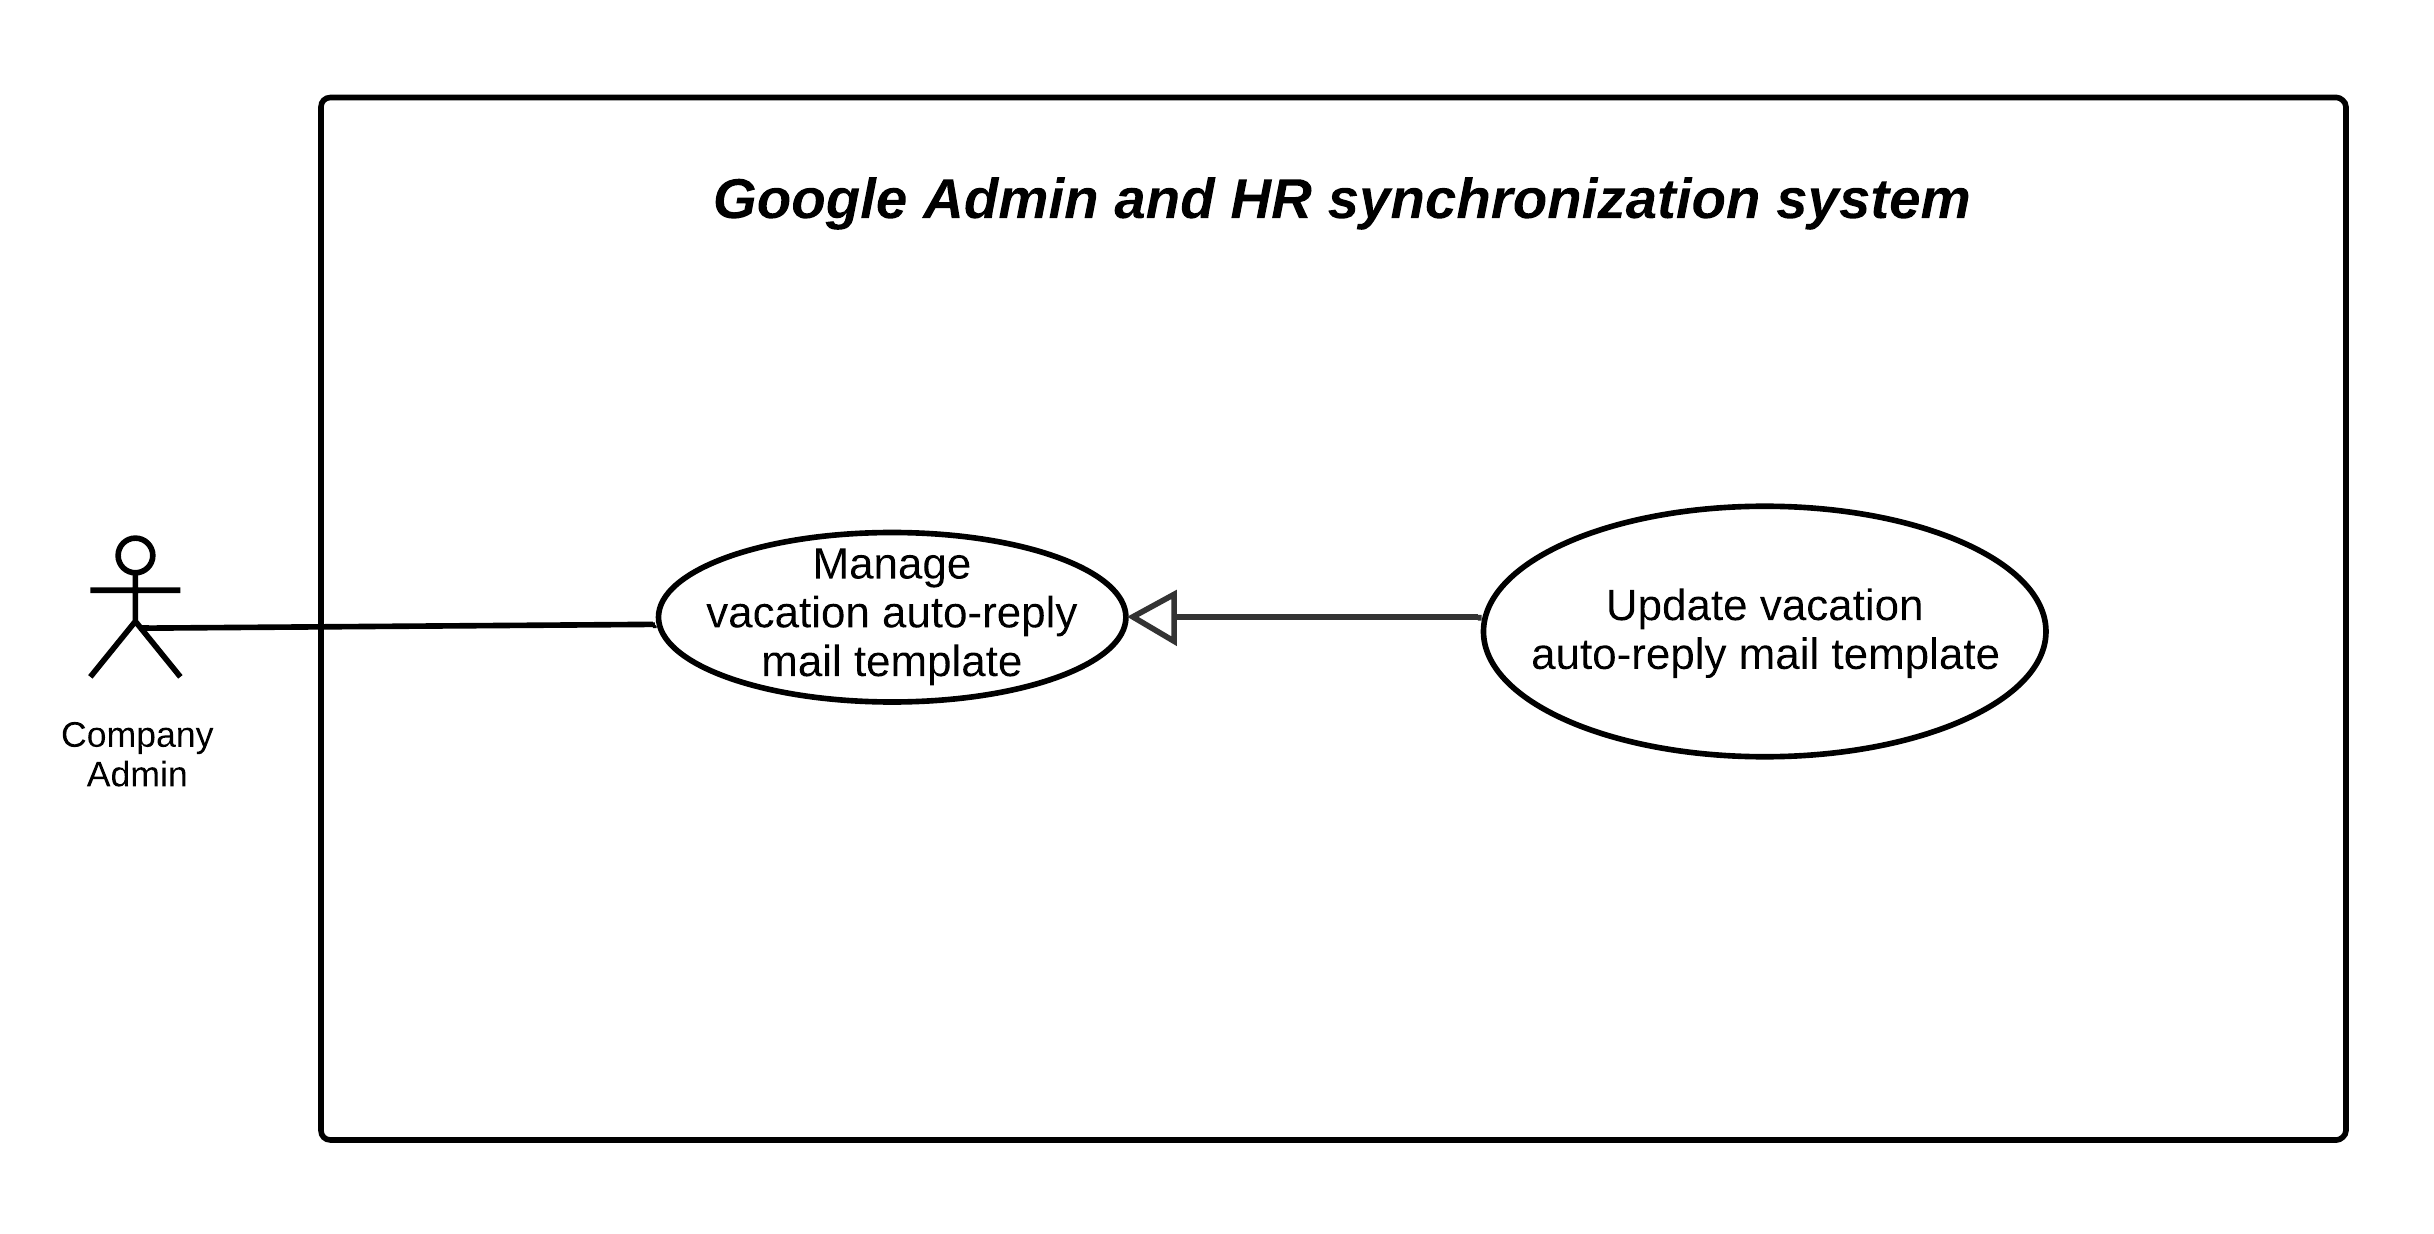 Google Admin and HR synchronization system
Manage
vacation auto-reply
mail template
Update vacation
auto-reply mail template
Company
Admin